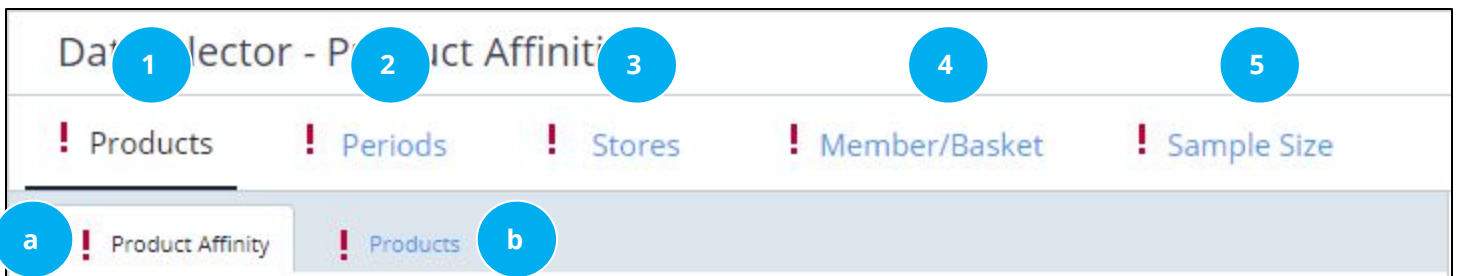 Dat lector - P uct Affiniti
1 2 3 4 5
! Products ! Periods ! Stores ! Member/Basket ! Sample Size
a ! Product Affinity ! Products b